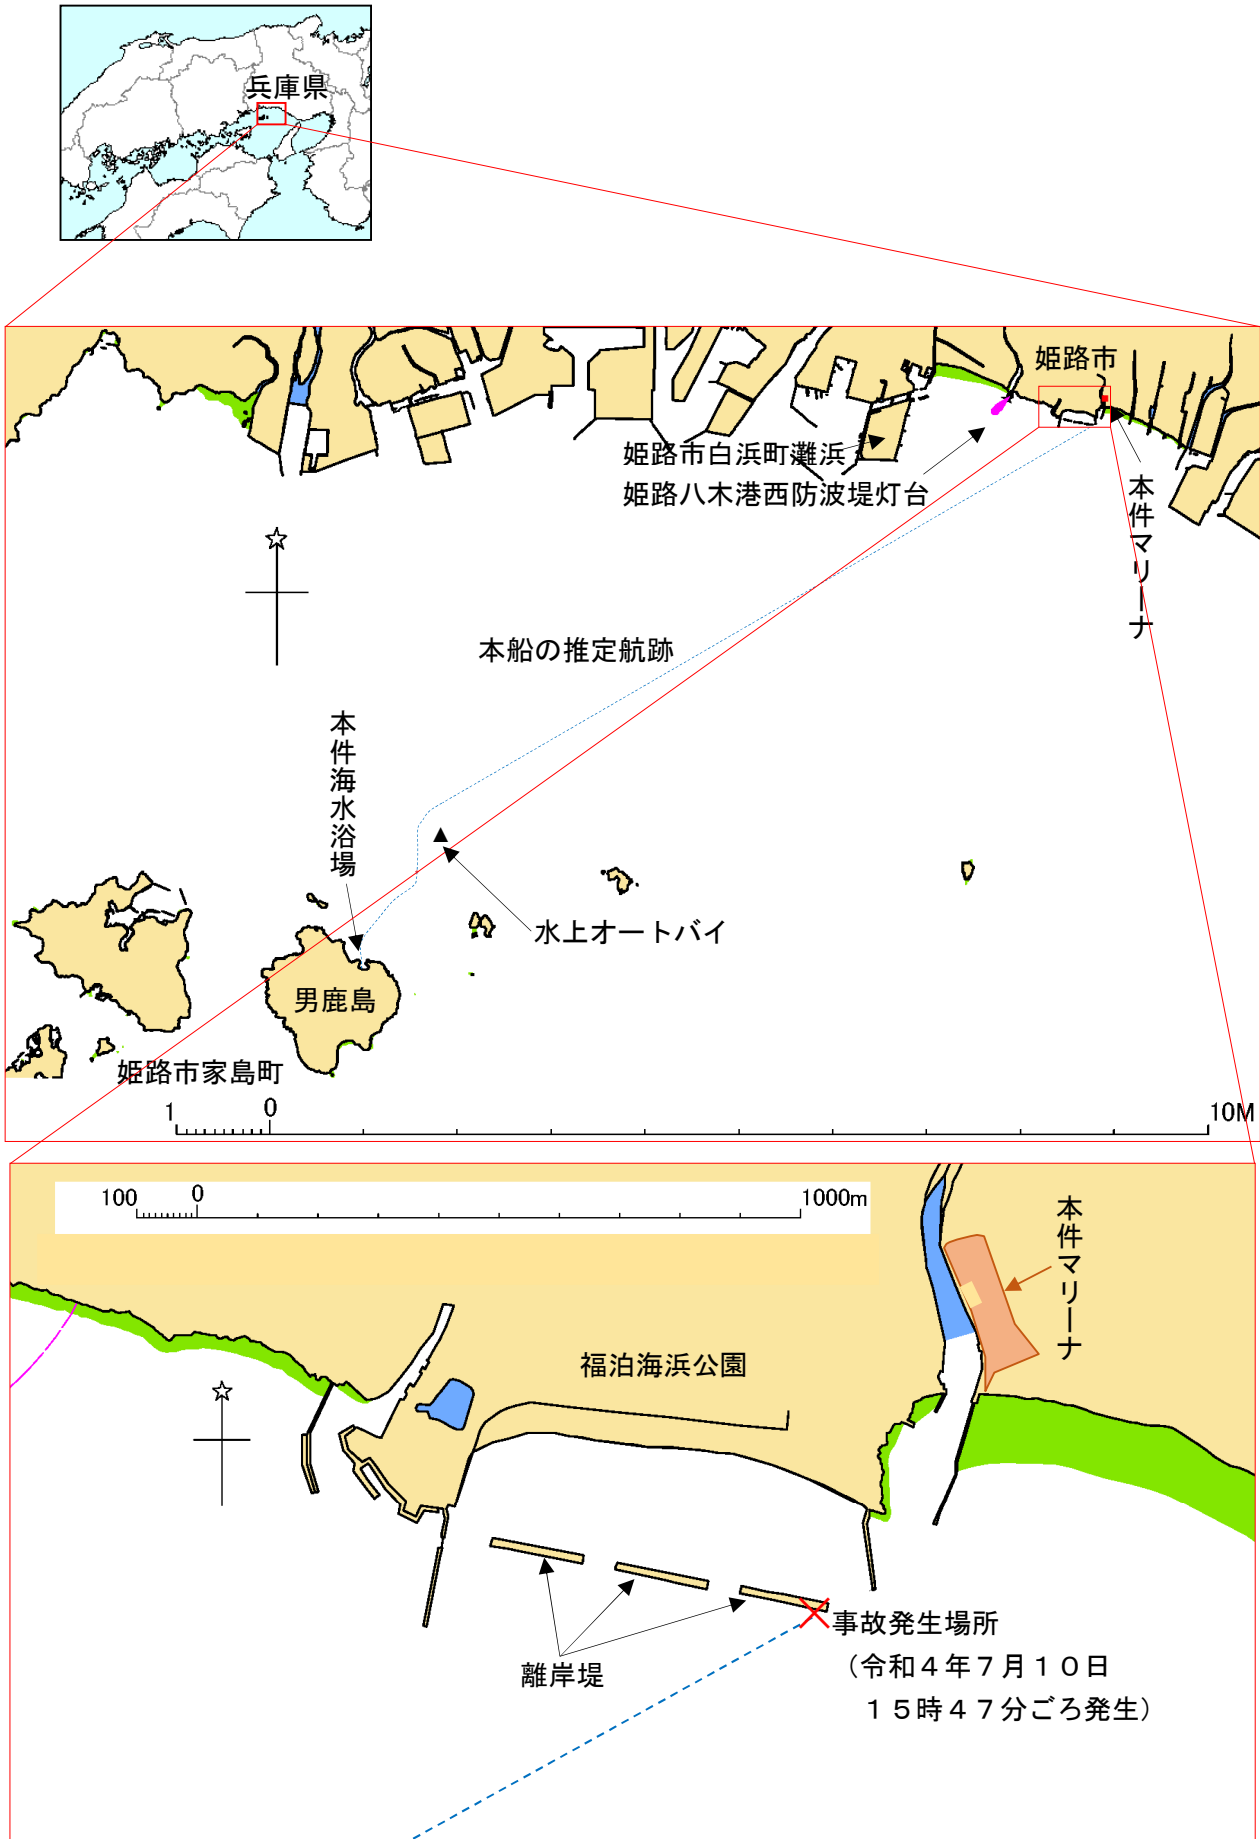 兵庫県
姫路市
姫路市白浜町灘浜
姫路八木港西防波堤灯台
本件マリーナ
本船の推定航跡
本件海水浴場
水上オートバイ
男鹿島
姫路市家島町
1 0 10M
100 0 1000m
本件マリーナ
福泊海浜公園
離岸堤
事故発生場所
（令和４年７月１０日
１５時４７分ごろ発生）